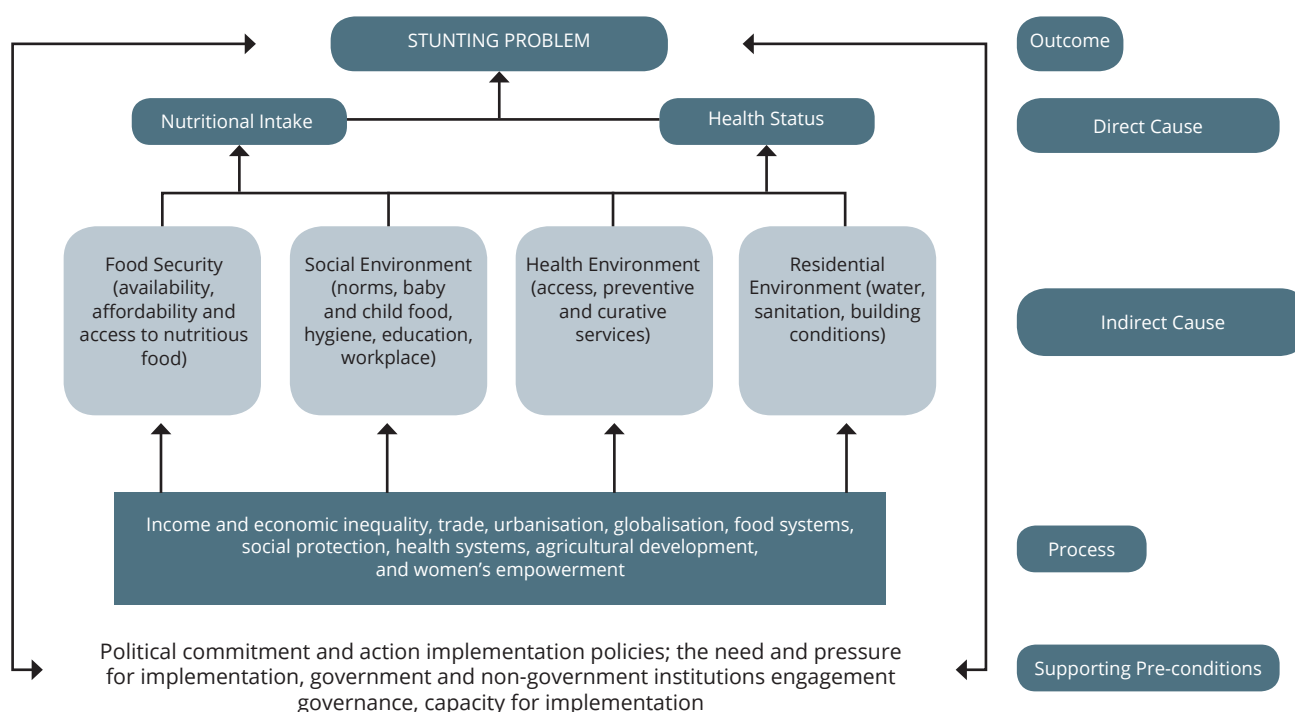 STUNTING PROBLEM
Outcome
Nutritional Intake
Health Status
Direct Cause
Food Security
(availability,
affordability and
access to nutritious
food)
Social Environment
(norms, baby
and child food,
hygiene, education,
workplace)
Health Environment
(access, preventive
and curative
services)
Residential
Environment (water,
sanitation, building
conditions)
Indirect Cause
Income and economic inequality, trade, urbanisation, globalisation, food systems,
social protection, health systems, agricultural development,
and women’s empowerment
Process
Political commitment and action implementation policies; the need and pressure
for implementation, government and non-government institutions engagement
governance, capacity for implementation
Supporting Pre-conditions